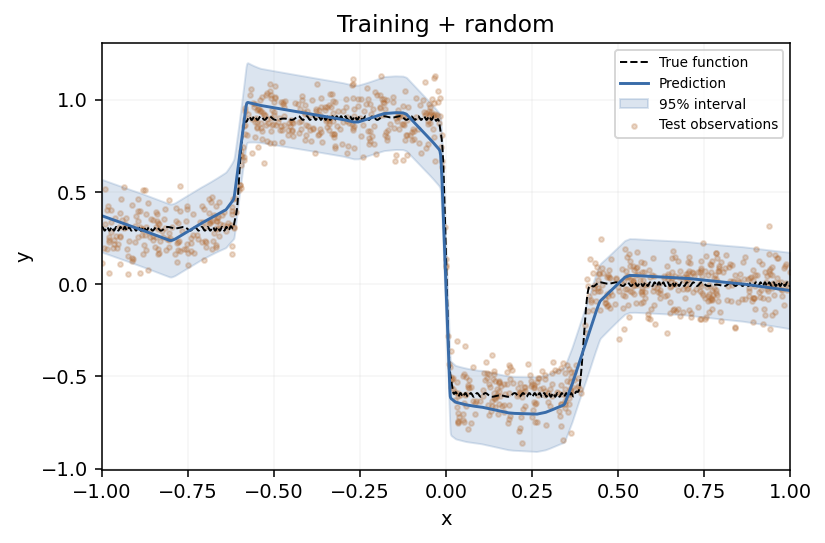 Training + random
True function
Prediction
95% interval
Test observations
y
1.0
0.5
0.0
−0.5
−1.0
−1.00 −0.75 −0.50 −0.25 0.00 0.25 0.50 0.75 1.00
x